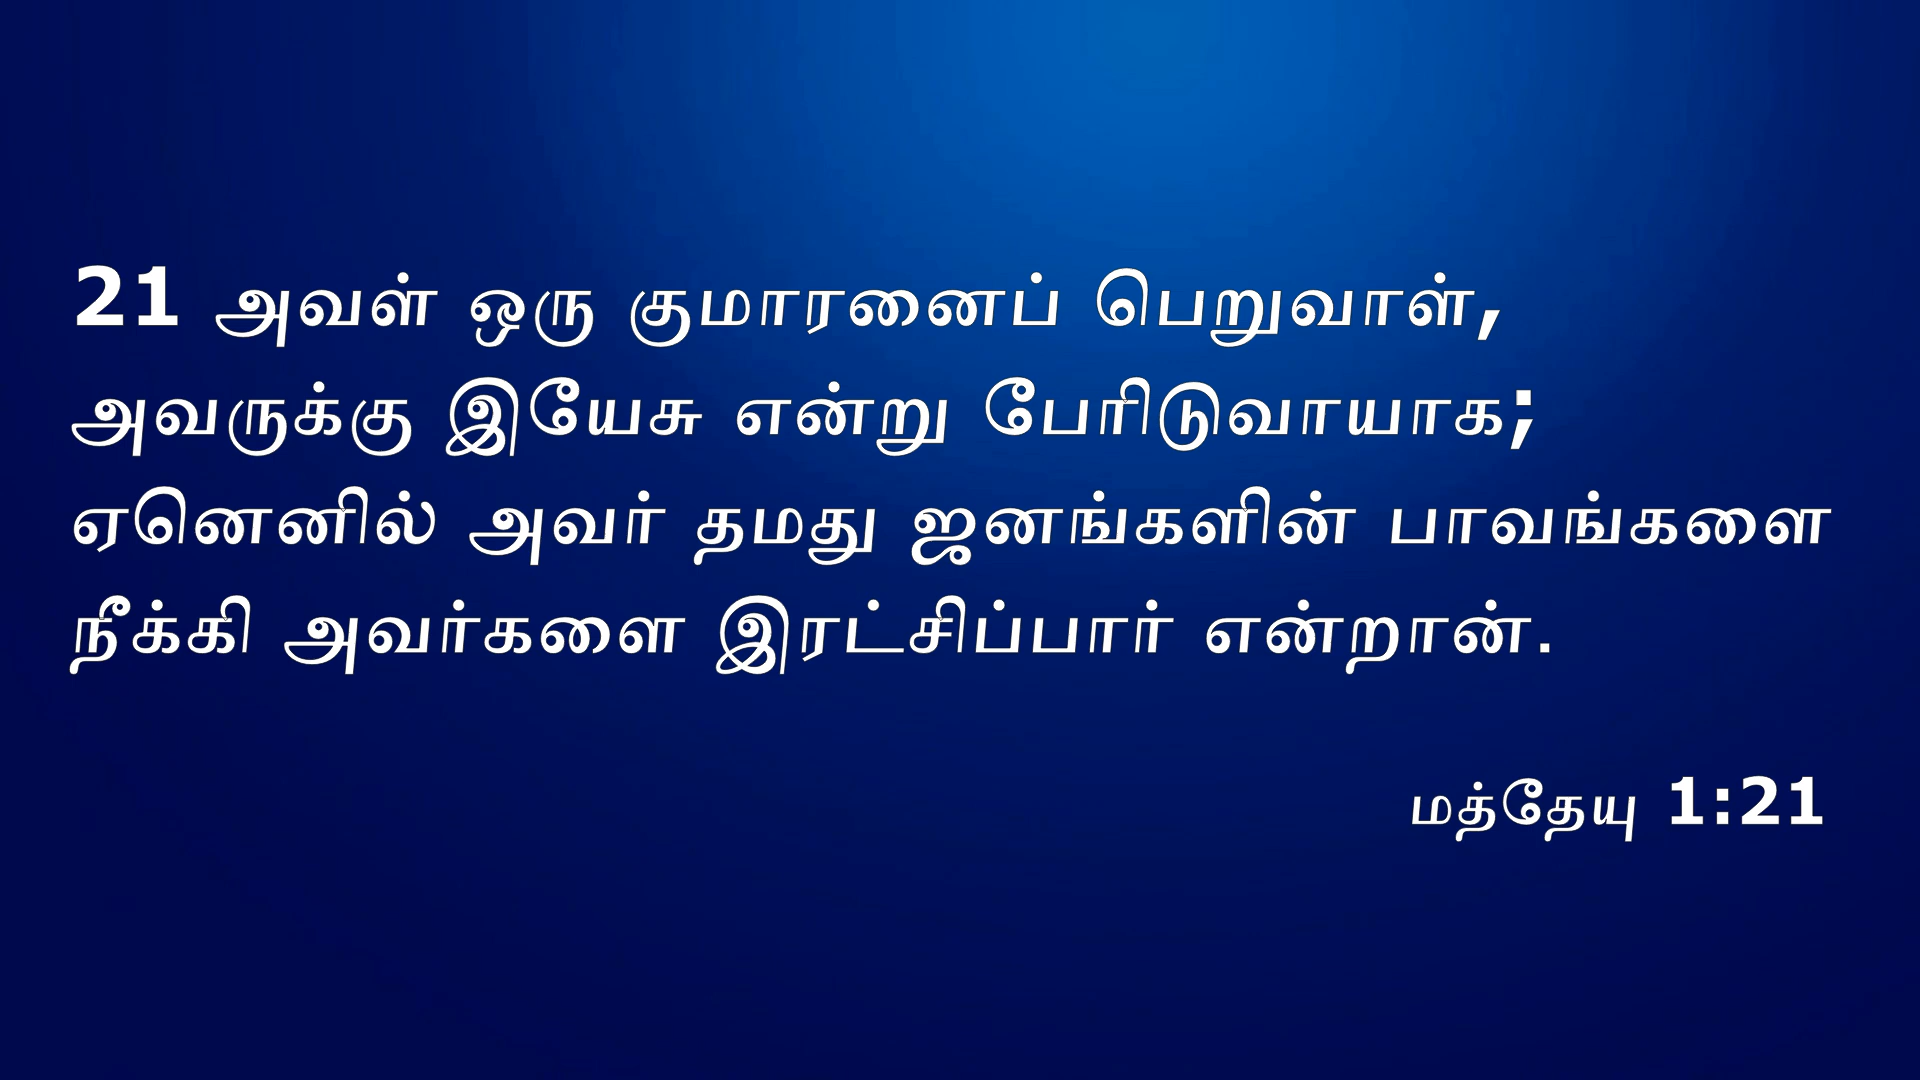 21 அவள் ஒரு குமாரனைப் பெறுவாள்,
அவருக்கு இயேசு என்று பேரிடுவாயாக;
ஏனெனில் அவர் தமது ஜனங்களின் பாவங்களை
நீக்கி அவர்களை இரட்சிப்பார் என்றான்.
மத்தேயு 1:21